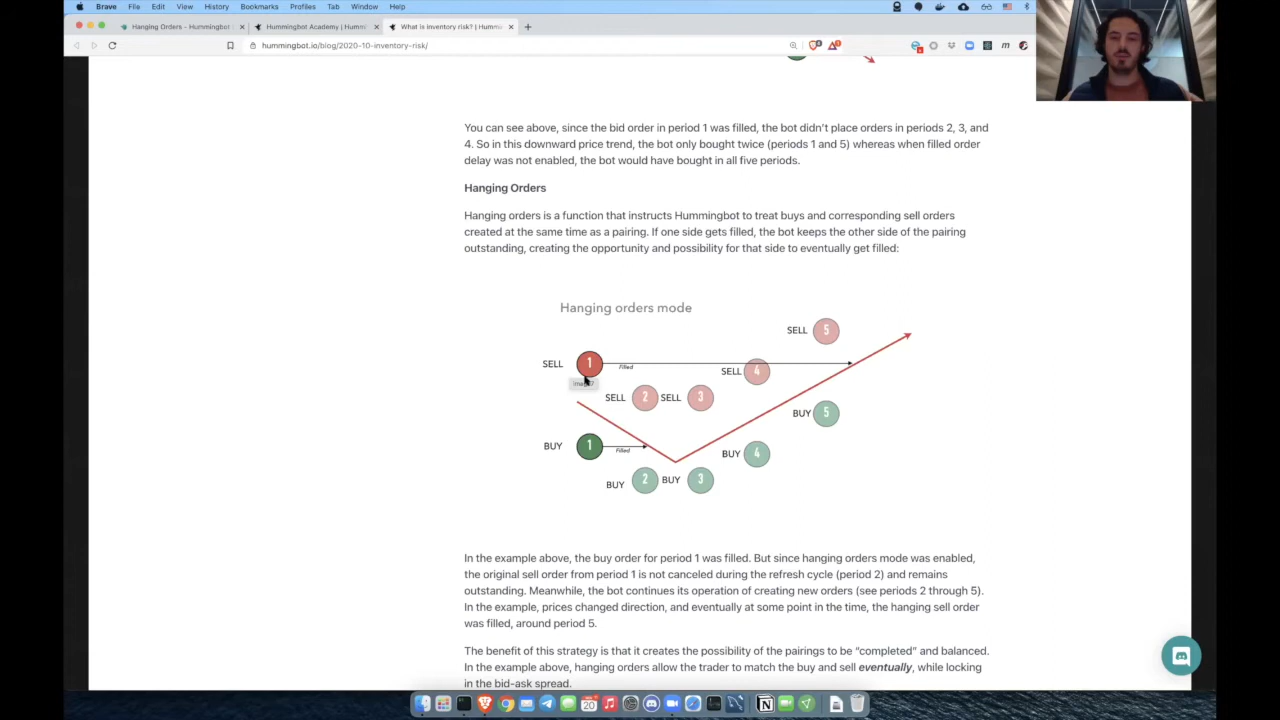 Brave File Edit View History Bookmarks Profiles Tab Window Help
Hanging Orders - Hummingbot
Hummingbot Academy | Hummi
What is inventory risk? | Hummi
hummingbot.io/blog/2020-10-inventory-risk/
You can see above, since the bid order in period 1 was filled, the bot didn't place orders in periods 2, 3, and
4. So in this downward price trend, the bot only bought twice (periods 1 and 5) whereas when filled order
delay was not enabled, the bot would have bought in all five periods.
Hanging Orders
Hanging orders is a function that instructs Hummingbot to treat buys and corresponding sell orders
created at the same time as a pairing. If one side gets filled, the bot keeps the other side of the pairing
outstanding, creating the opportunity and possibility for that side to eventually get filled:
Hanging orders mode
SELL 5
SELL 1
Filled
SELL 4
SELL 2 SELL 3
BUY 5
BUY 1
Filled
BUY 4
BUY 2 BUY 3
In the example above, the buy order for period 1 was filled. But since hanging orders mode was enabled,
the original sell order from period 1 is not canceled during the refresh cycle (period 2) and remains
outstanding. Meanwhile, the bot continues its operation of creating new orders (see periods 2 through 5).
In the example, prices changed direction, and eventually at some point in the time, the hanging sell order
was filled, around period 5.
The benefit of this strategy is that it creates the possibility of the pairings to be “completed” and balanced.
In the example above, hanging orders allow the trader to match the buy and sell eventually, while locking
in the bid-ask spread.